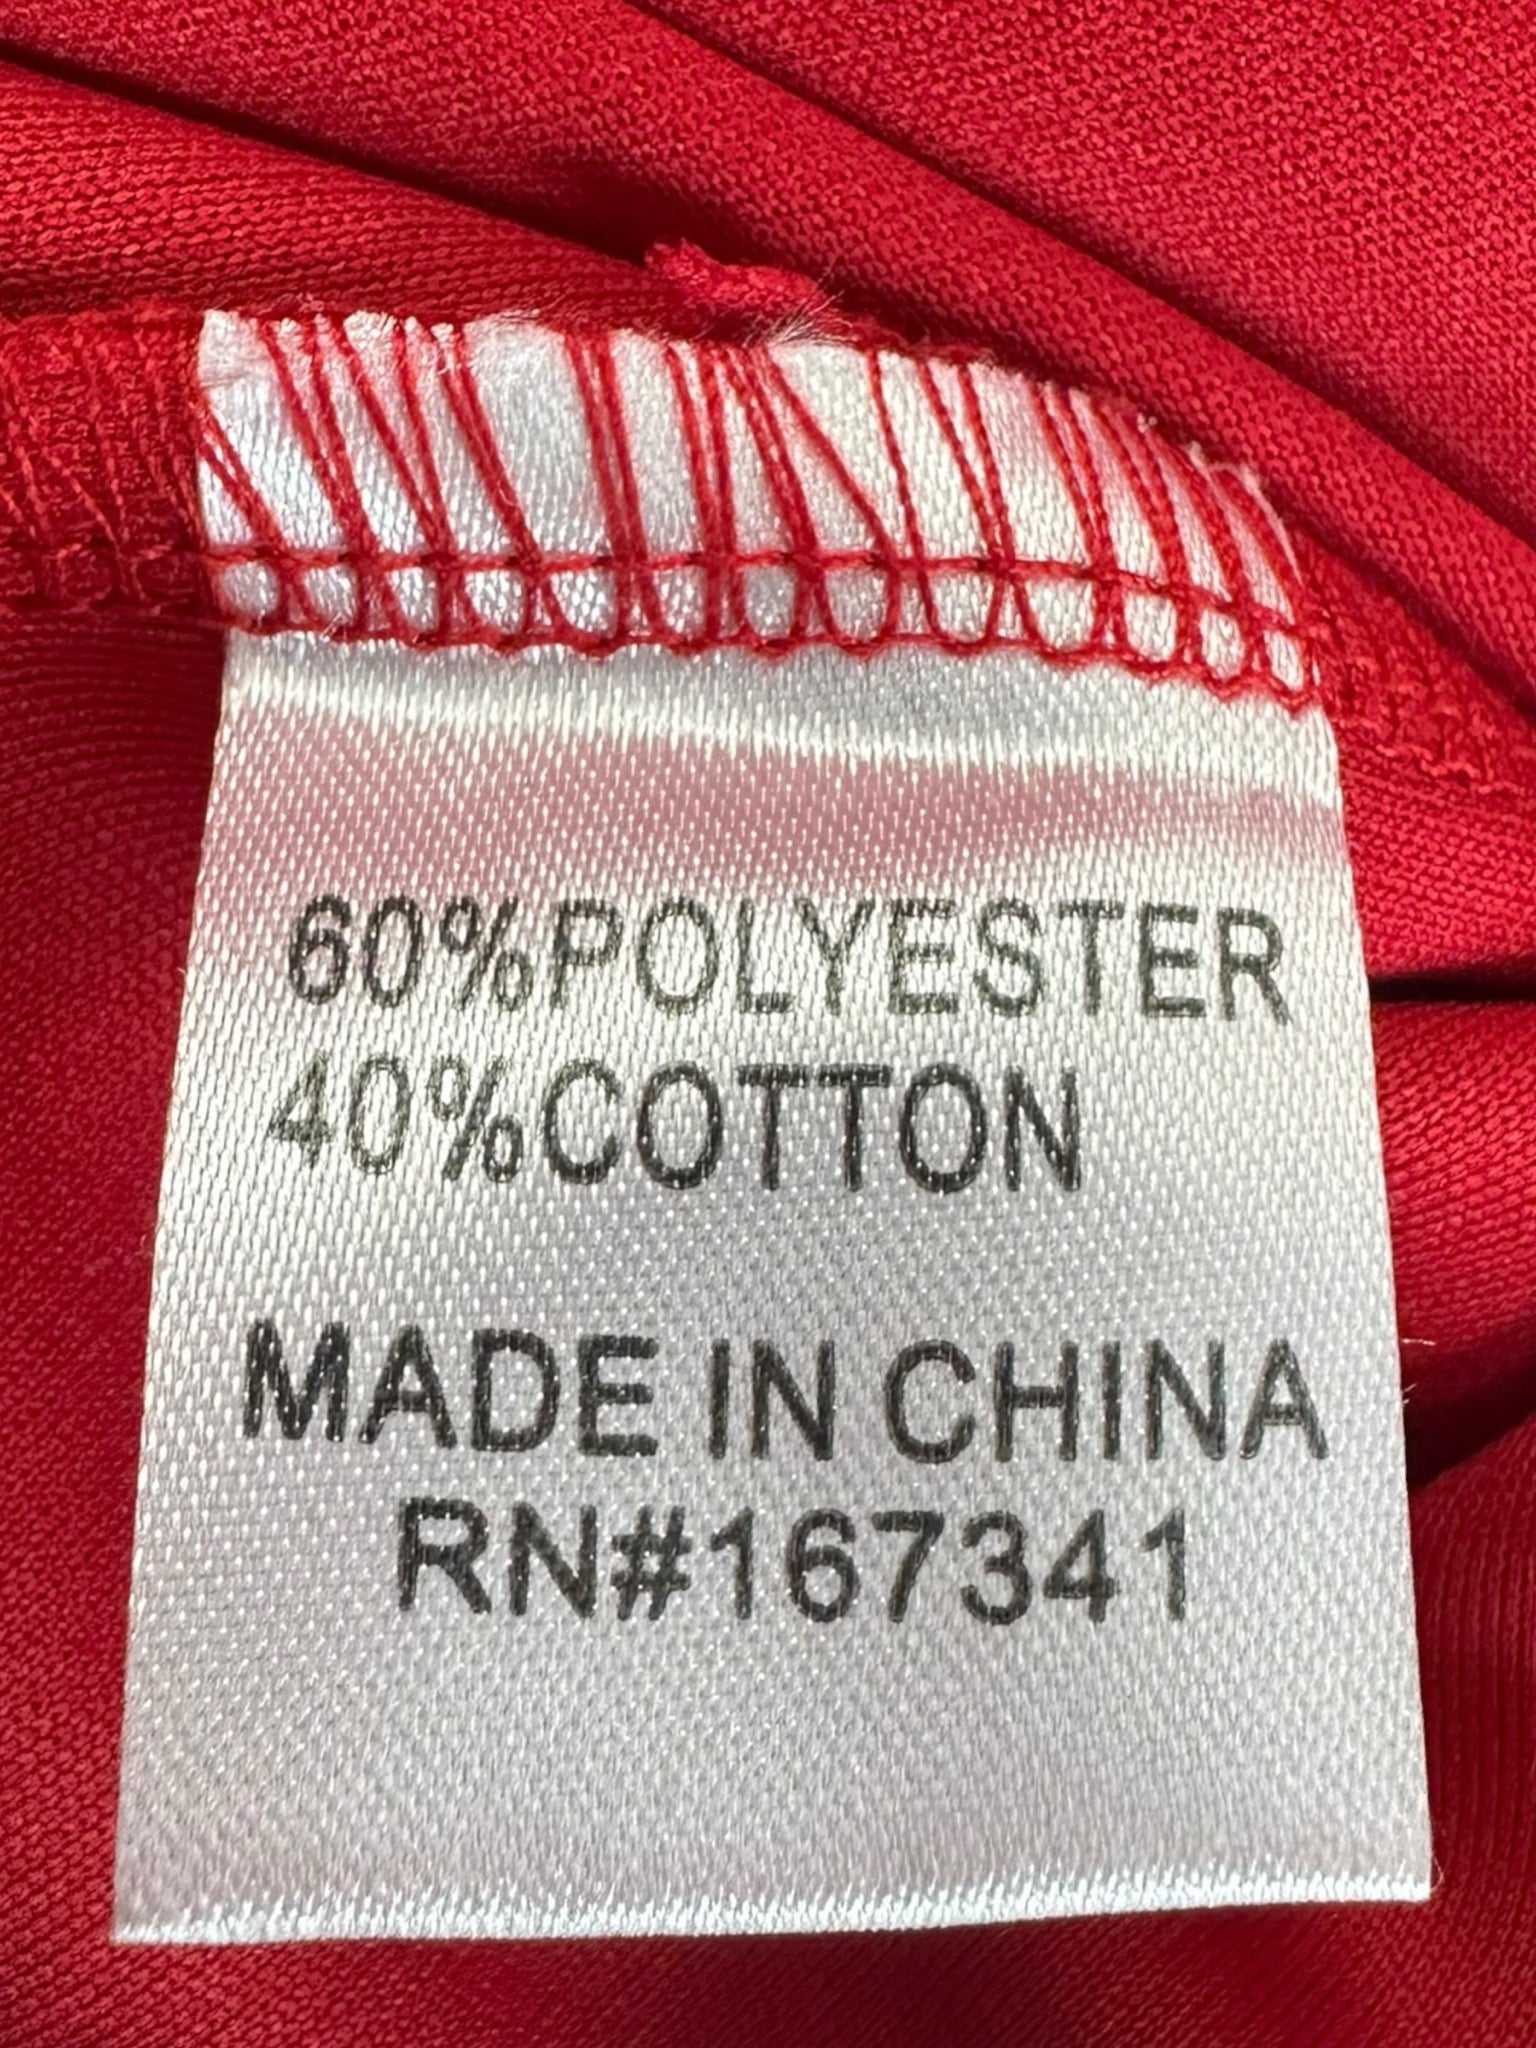 60%POLYESTER
40%COTTON
MADE IN CHINA
RN#167341